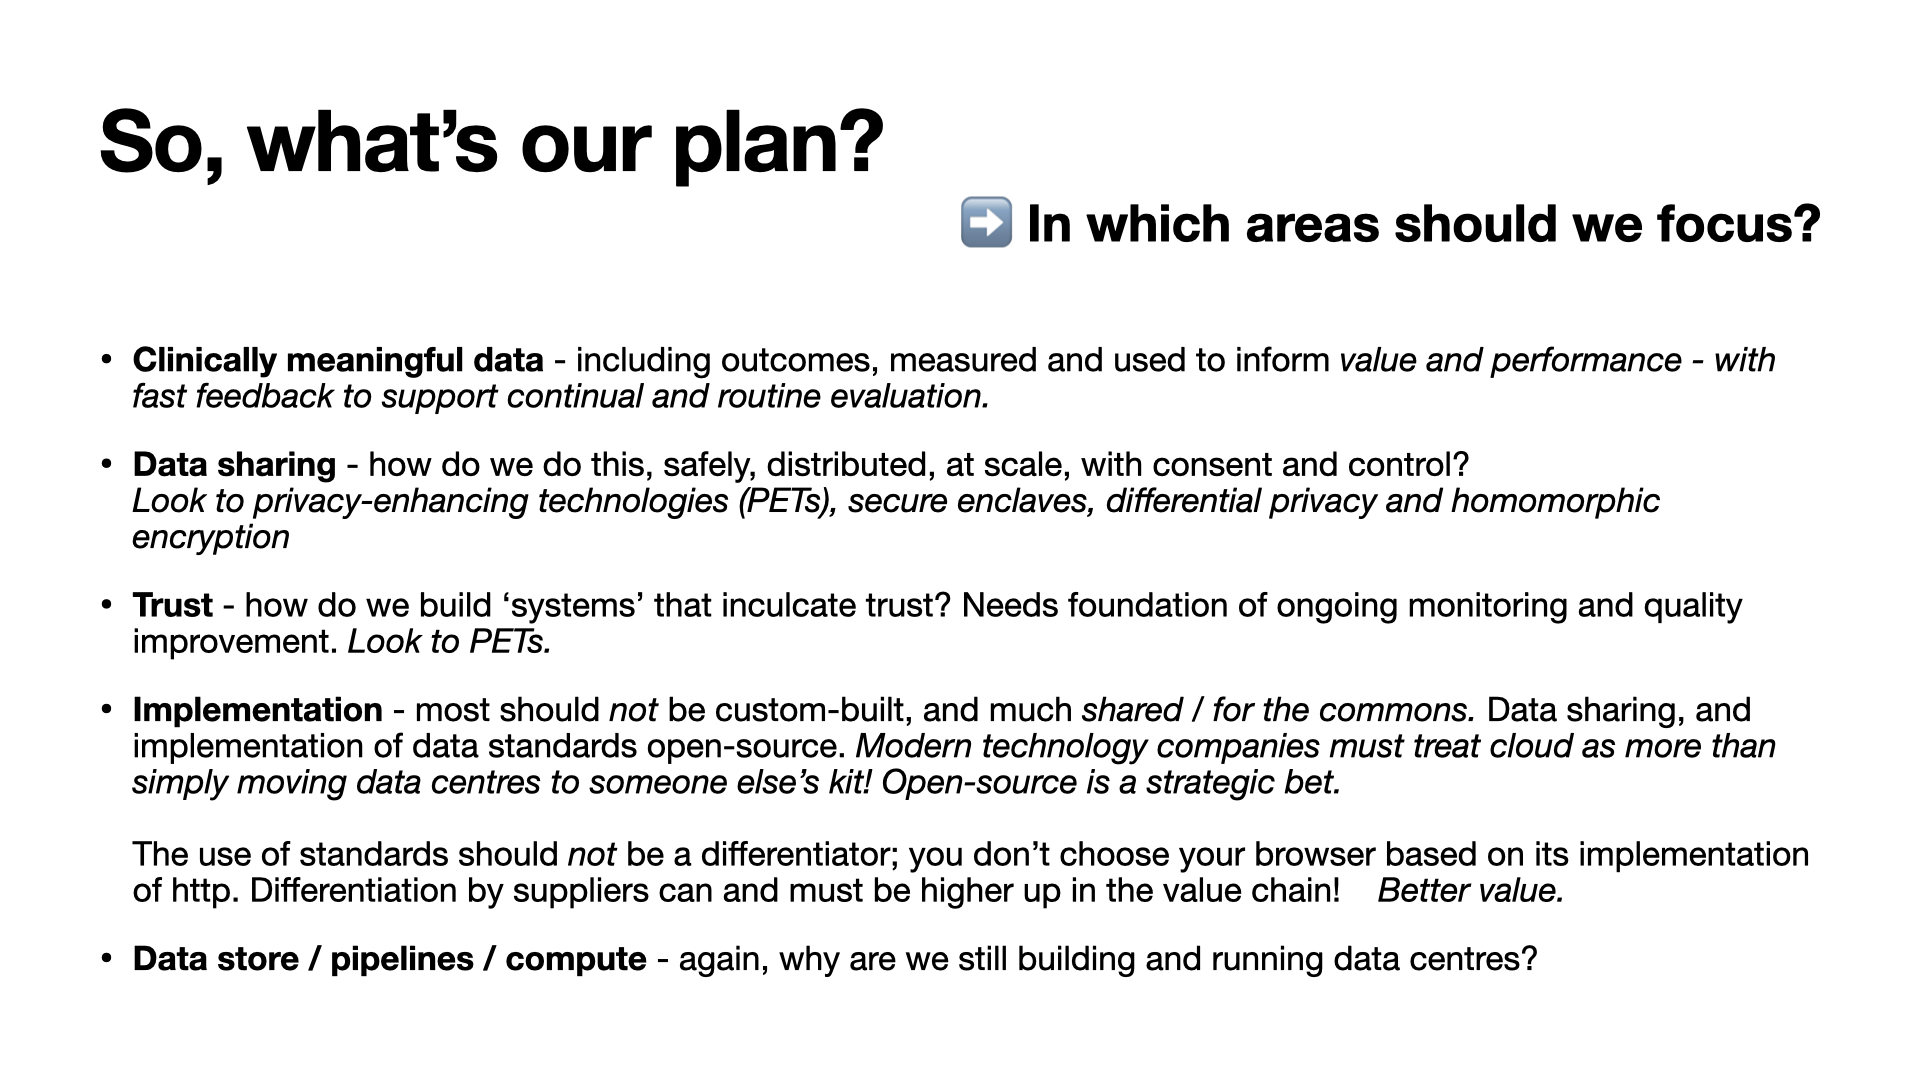 So, what’s our plan?
➡️ In which areas should we focus?
• Clinically meaningful data - including outcomes, measured and used to inform value and performance - with
fast feedback to support continual and routine evaluation.
• Data sharing - how do we do this, safely, distributed, at scale, with consent and control?
Look to privacy-enhancing technologies (PETs), secure enclaves, differential privacy and homomorphic
encryption
• Trust - how do we build ‘systems’ that inculcate trust? Needs foundation of ongoing monitoring and quality
improvement. Look to PETs.
• Implementation - most should not be custom-built, and much shared / for the commons. Data sharing, and
implementation of data standards open-source. Modern technology companies must treat cloud as more than
simply moving data centres to someone else’s kit! Open-source is a strategic bet.
The use of standards should not be a differentiator; you don’t choose your browser based on its implementation
of http. Differentiation by suppliers can and must be higher up in the value chain! Better value.
• Data store / pipelines / compute - again, why are we still building and running data centres?